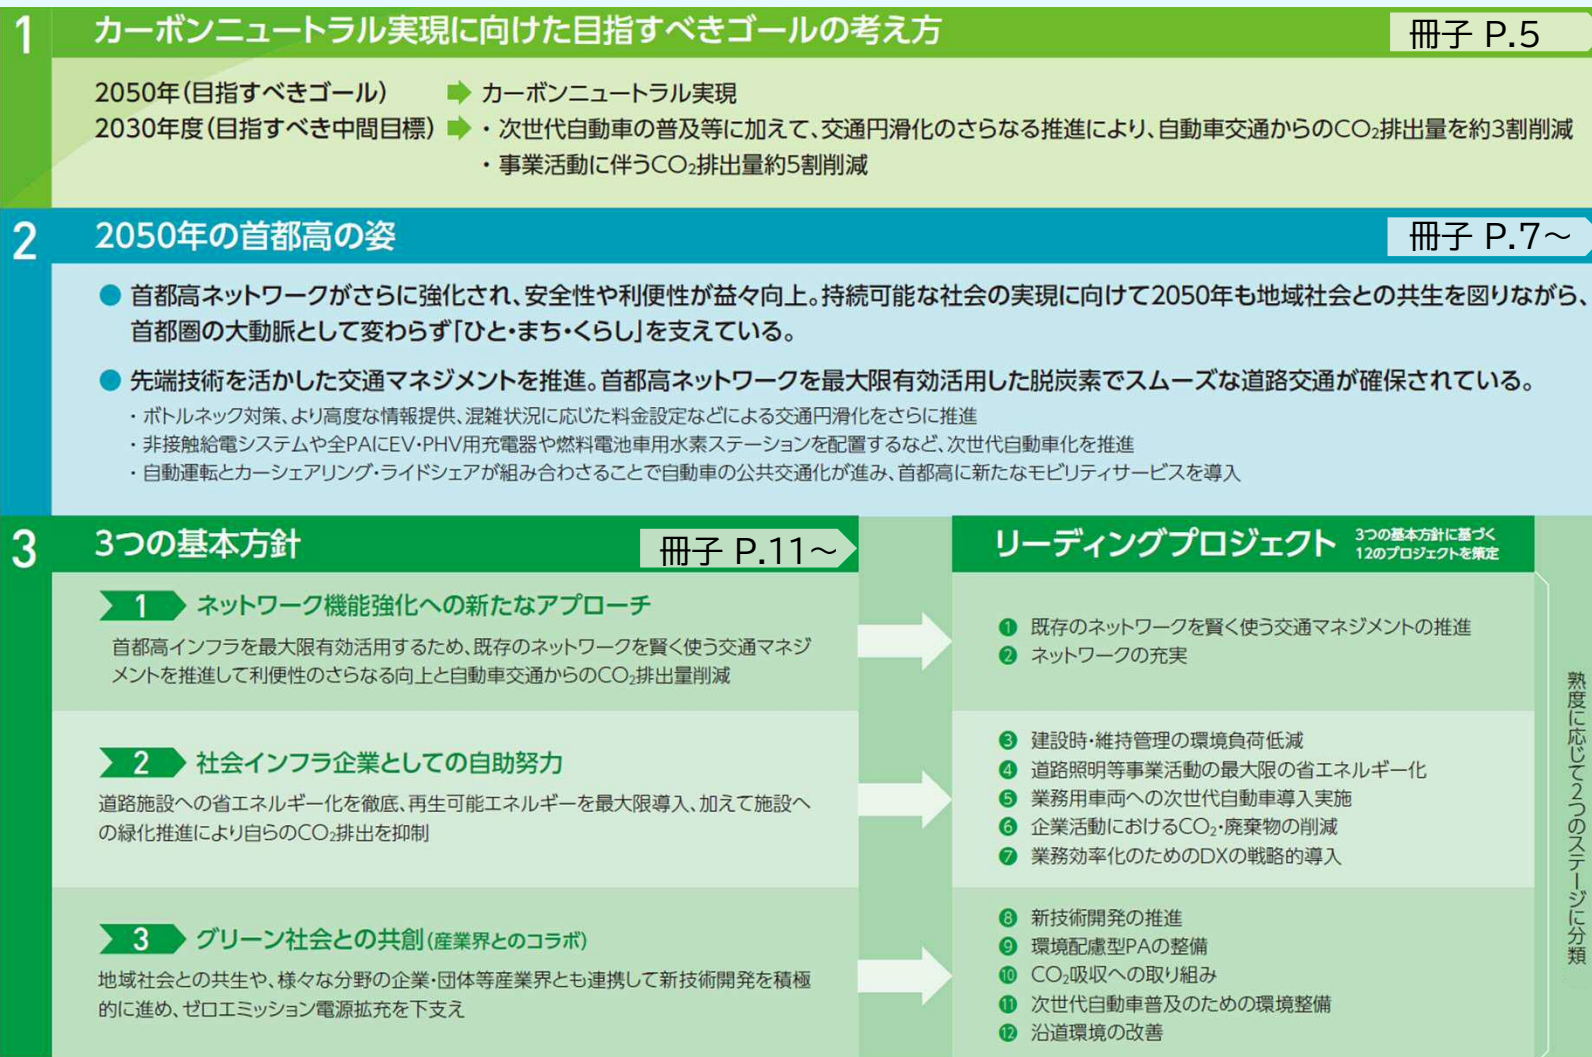 1
カーボンニュートラル実現に向けた目指すべきゴールの考え方
冊子 P.5
2050年(目指すべきゴール) カーボンニュートラル実現
2030年度(目指すべき中間目標) ・次世代自動車の普及等に加えて、交通円滑化のさらなる推進により、自動車交通からのCO₂排出量を約3割削減
・事業活動に伴うCO₂排出量約5割削減
2
2050年の首都高の姿
冊子 P.7～
● 首都高ネットワークがさらに強化され、安全性や利便性が益々向上。持続可能な社会の実現に向けて2050年も地域社会との共生を図りながら、
首都圏の大動脈として変わらず「ひと・まち・くらし」を支えている。
● 先端技術を活かした交通マネジメントを推進。首都高ネットワークを最大限有効活用した脱炭素でスムーズな道路交通が確保されている。
・ボトルネック対策、より高度な情報提供、混雑状況に応じた料金設定などによる交通円滑化をさらに推進
・非接触給電システムや全PAにEV・PHV用充電器や燃料電池車用水素ステーションを配置するなど、次世代自動車化を推進
・自動運転とカーシェアリング・ライドシェアが組み合わさることで自動車の公共交通化が進み、首都高に新たなモビリティサービスを導入
3
3つの基本方針
冊子 P.11～
1 ネットワーク機能強化への新たなアプローチ
首都高インフラを最大限有効活用するため、既存のネットワークを賢く使う交通マネジ
メントを推進して利便性のさらなる向上と自動車交通からのCO₂排出量削減
2 社会インフラ企業としての自助努力
道路施設への省エネルギー化を徹底、再生可能エネルギーを最大限導入、加えて施設へ
の緑化推進により自らのCO₂排出を抑制
3 グリーン社会との共創(産業界とのコラボ)
地域社会との共生や、様々な分野の企業・団体等産業界とも連携して新技術開発を積極
的に進め、ゼロエミッション電源拡充を下支え
リーディングプロジェクト
3つの基本方針に基づく
12のプロジェクトを策定
❶ 既存のネットワークを賢く使う交通マネジメントの推進
❷ ネットワークの充実
❸ 建設時・維持管理の環境負荷低減
❹ 道路照明等事業活動の最大限の省エネルギー化
❺ 業務用車両への次世代自動車導入実施
❻ 企業活動におけるCO₂・廃棄物の削減
❼ 業務効率化のためのDXの戦略的導入
❽ 新技術開発の推進
❾ 環境配慮型PAの整備
❿ CO₂吸収への取り組み
⓫ 次世代自動車普及のための環境整備
⓬ 沿道環境の改善
熟度に応じて2つのステージに分類